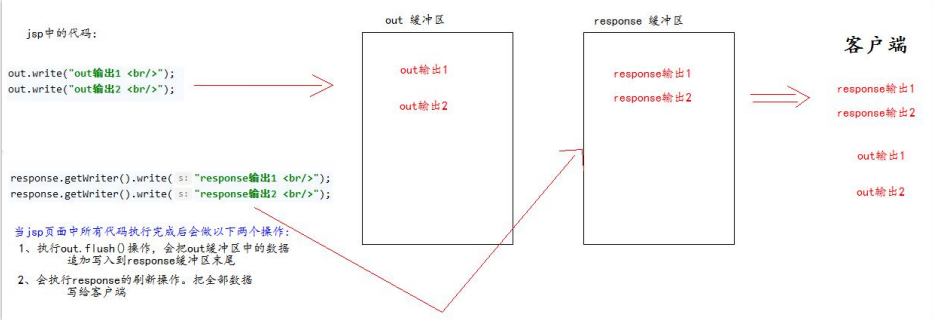 jsp中的代码：
out.write("out输出1 <br/>");
out.write("out输出2 <br/>");
response.getWriter().write( s: "response输出1 <br/>");
response.getWriter().write( s: "response输出2 <br/>");
当jsp页面中所有代码执行完成后会做以下两个操作：
1、执行out.flush()操作，会把out缓冲区中的数据
追加写入到response缓冲区末尾
2、会执行response的刷新操作。把全部数据
写给客户端
out 缓冲区
out输出1
out输出2
response 缓冲区
response输出1
response输出2
客户端
response输出1
response输出2
out输出1
out输出2